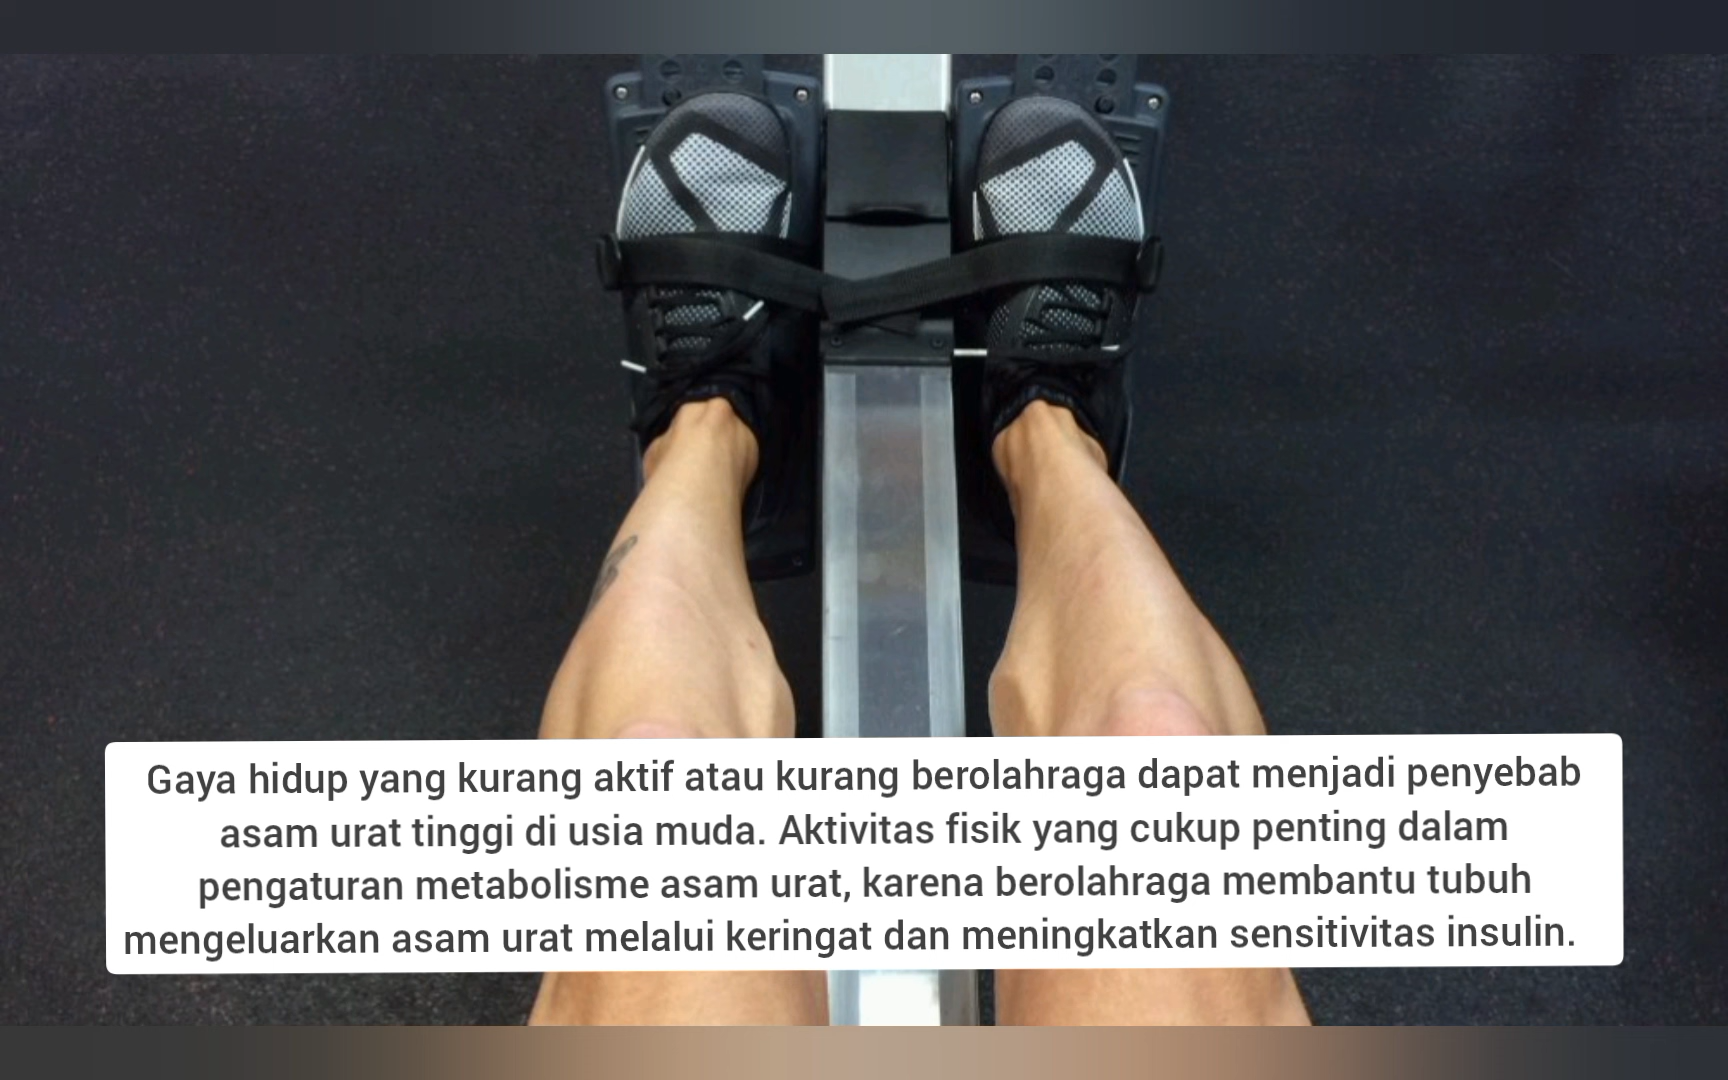 Gaya hidup yang kurang aktif atau kurang berolahraga dapat menjadi penyebab
asam urat tinggi di usia muda. Aktivitas fisik yang cukup penting dalam
pengaturan metabolisme asam urat, karena berolahraga membantu tubuh
mengeluarkan asam urat melalui keringat dan meningkatkan sensitivitas insulin.